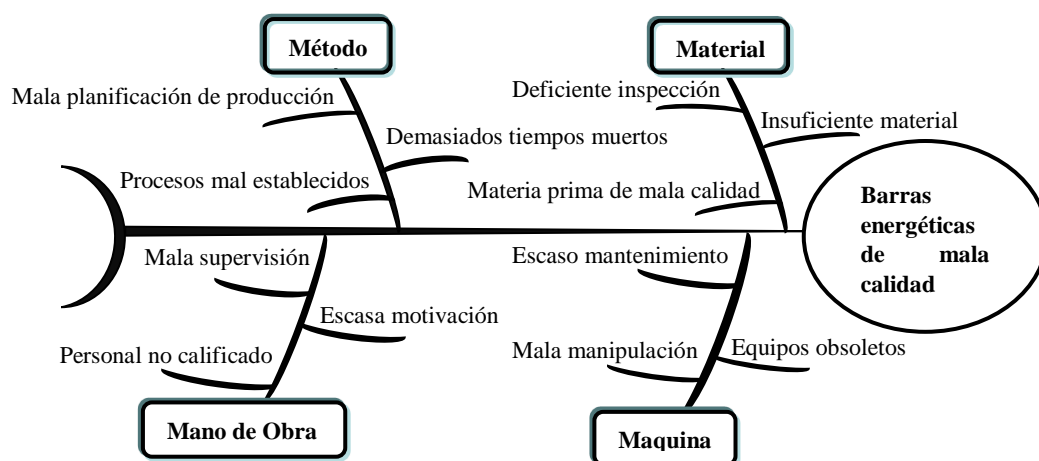 Método
Material
Mala planificación de producción
Deficiente inspección
Demasiados tiempos muertos
Insuficiente material
Procesos mal establecidos
Materia prima de mala calidad
Barras
energéticas
de mala
calidad
Mala supervisión
Escaso mantenimiento
Escasa motivación
Personal no calificado
Mala manipulación
Equipos obsoletos
Mano de Obra
Maquina